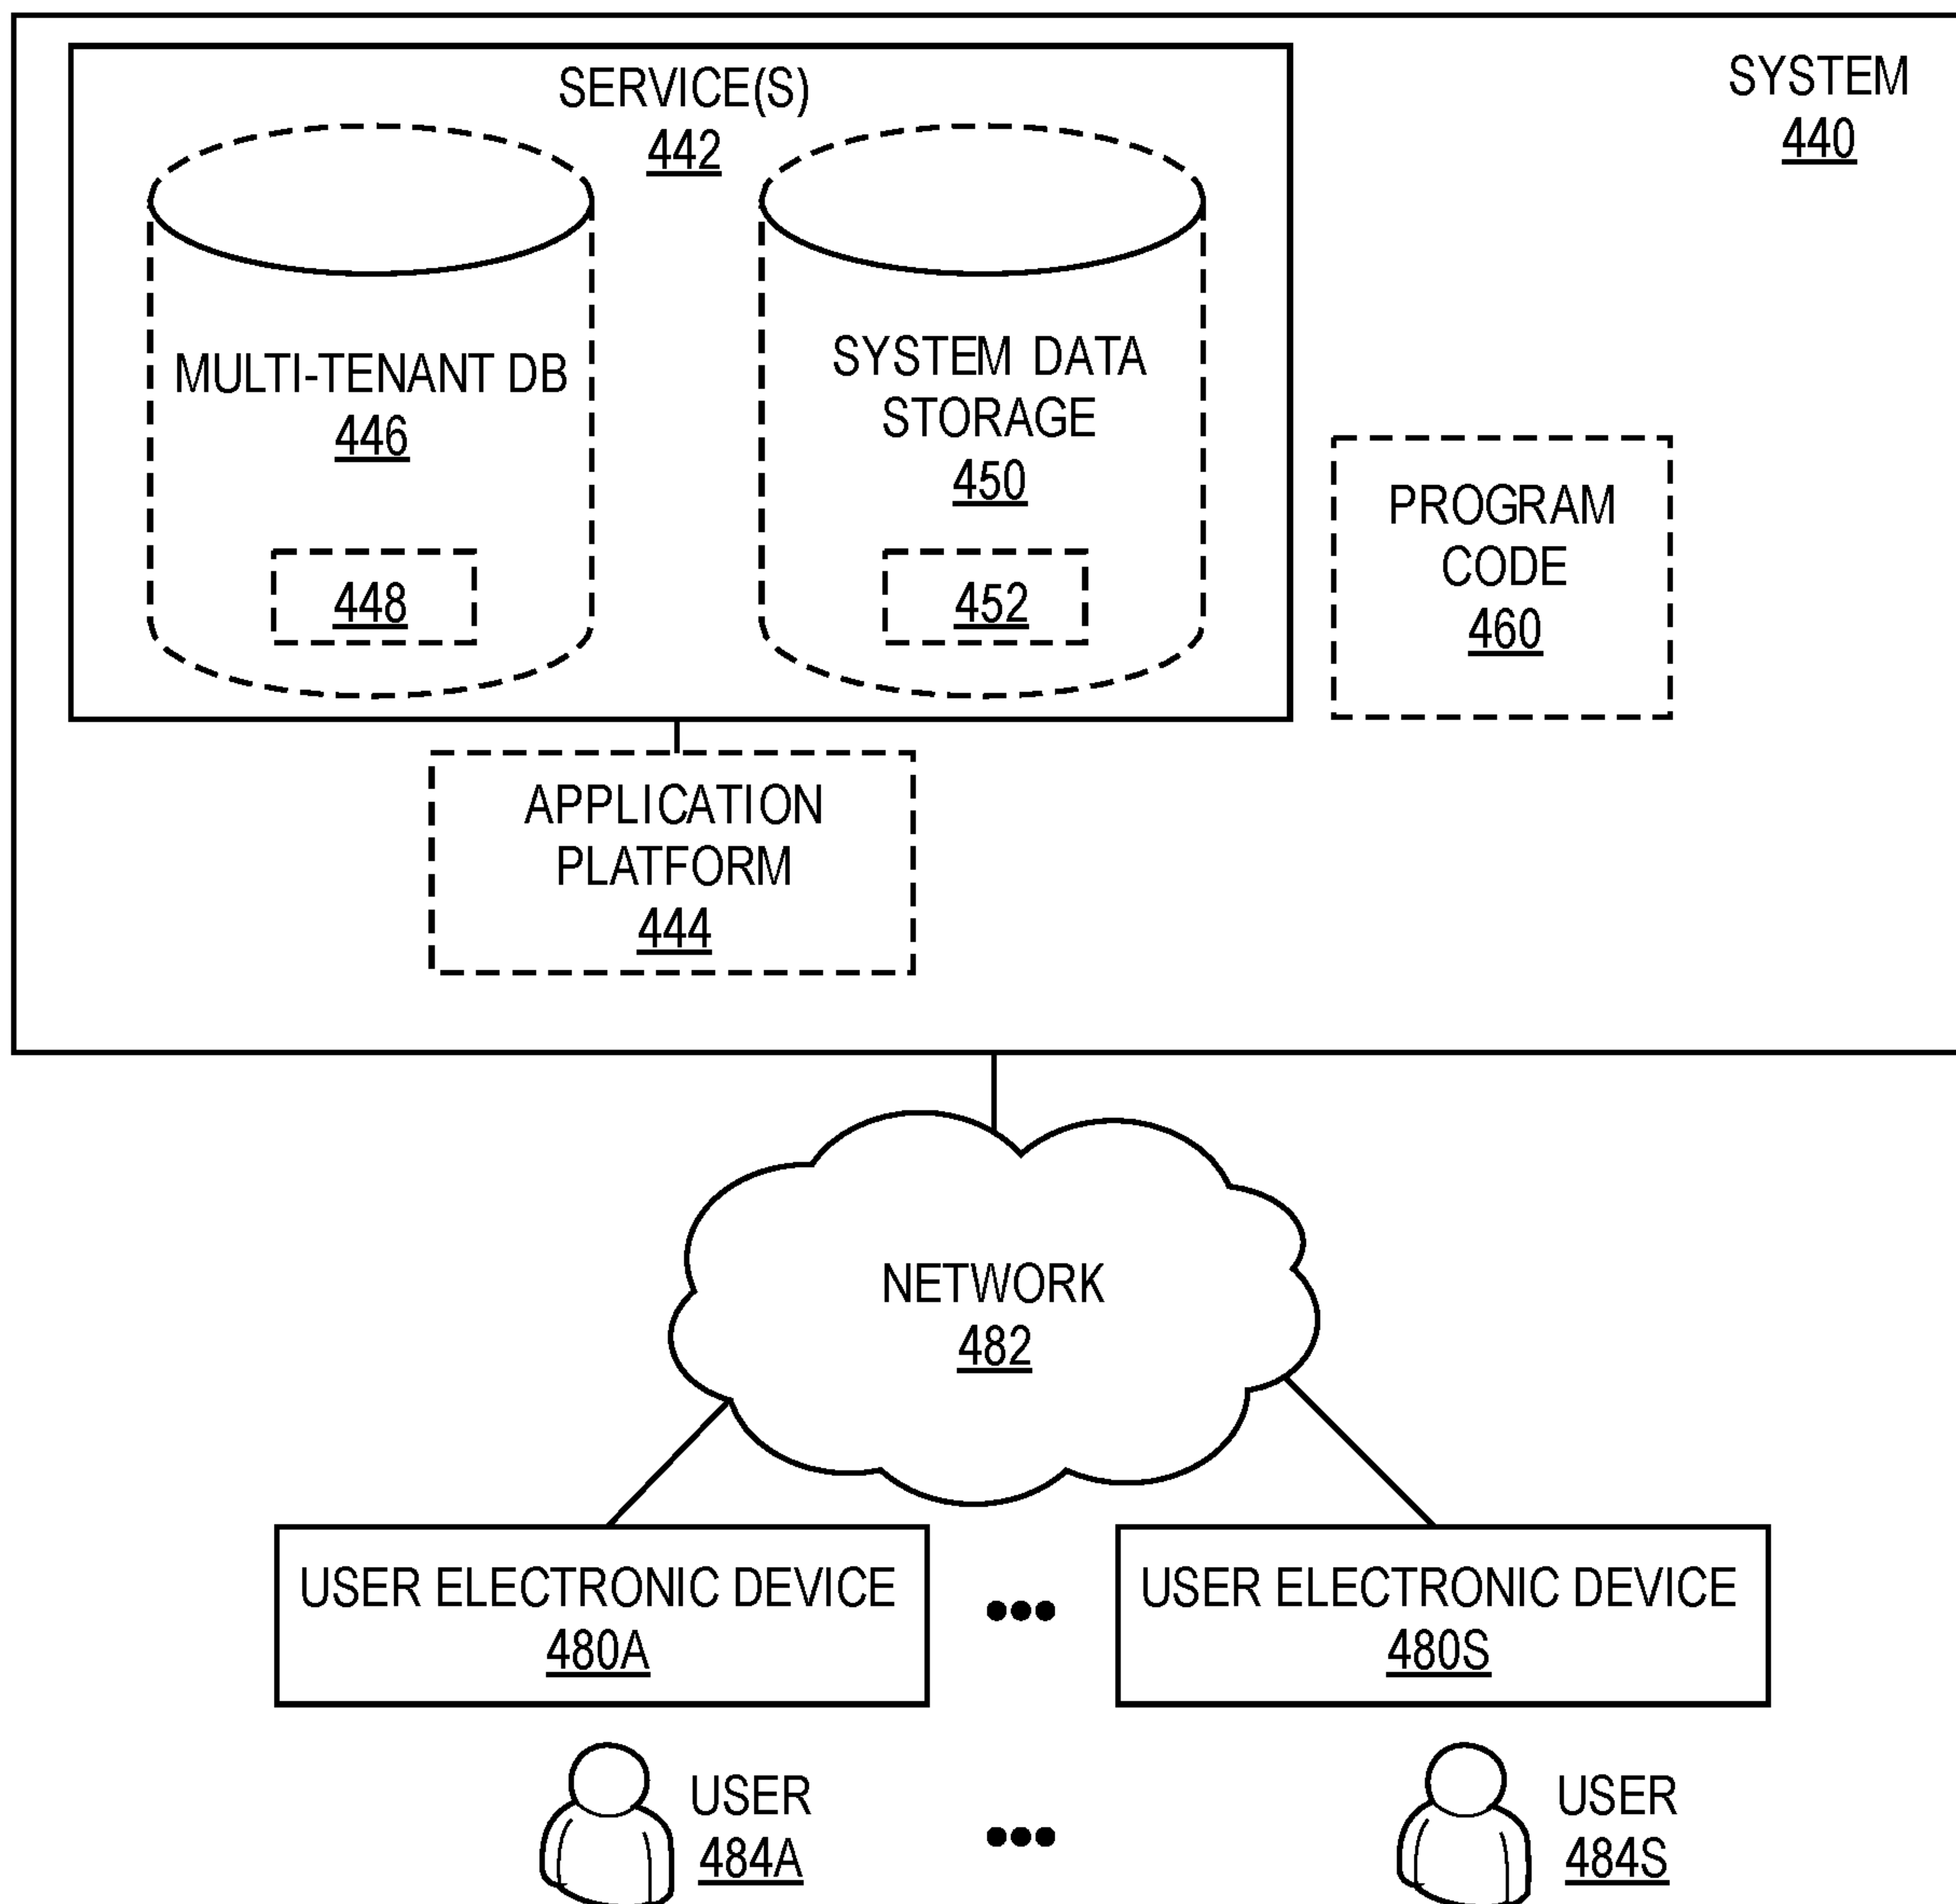 SERVICE(S)
442
SYSTEM
440
MULTI-TENANT DB
446
448
SYSTEM DATA
STORAGE
450
452
PROGRAM
CODE
460
APPLICATION
PLATFORM
444
NETWORK
482
USER ELECTRONIC DEVICE
480A
USER ELECTRONIC DEVICE
480S
USER
484A
USER
484S